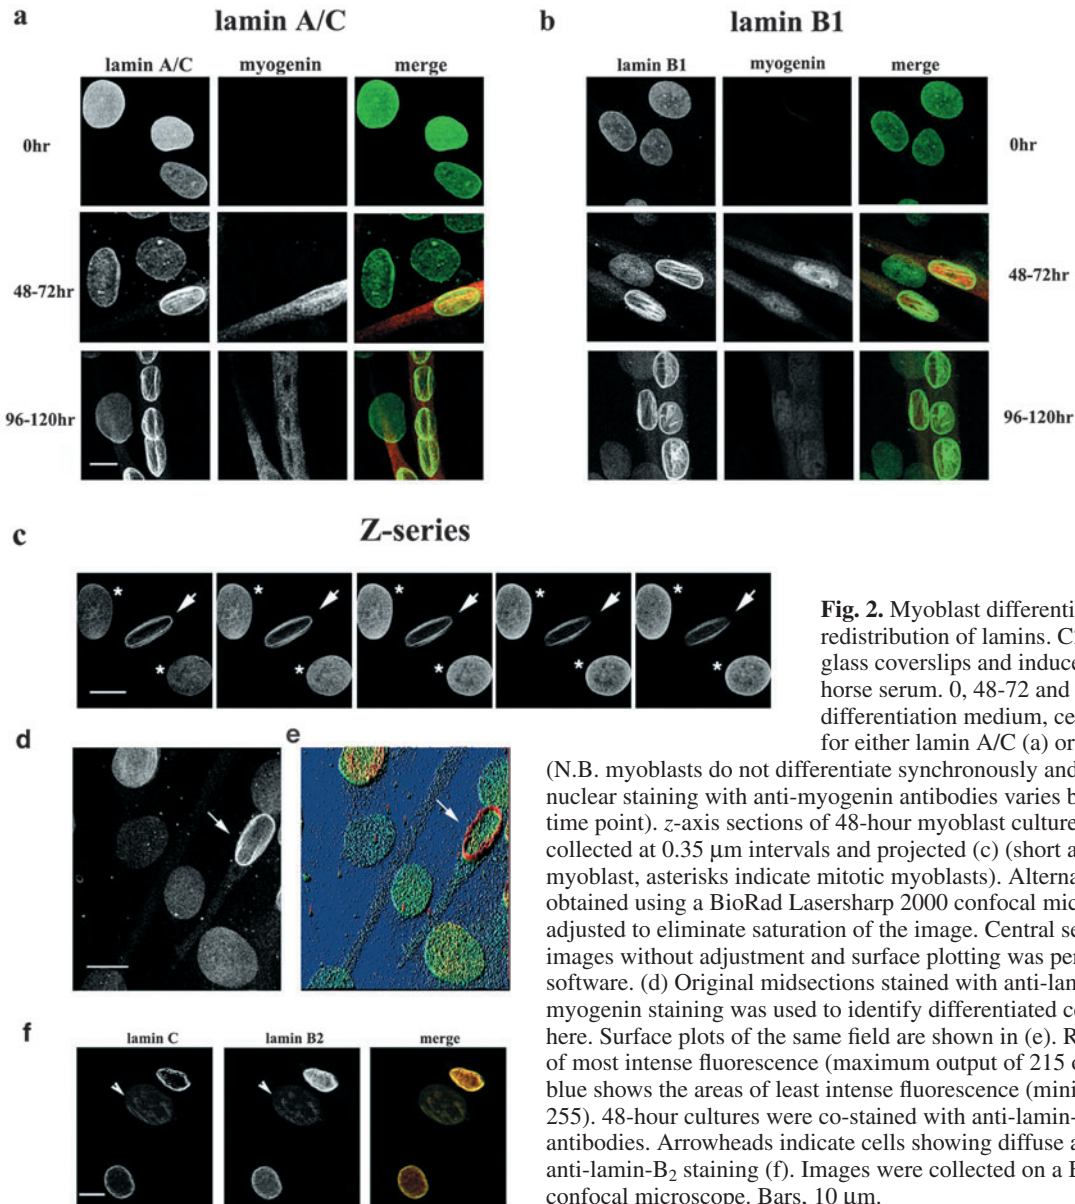 a
lamin A/C
lamin A/C myogenin merge
0hr
48-72hr
96-120hr
b
lamin B1
lamin B1 myogenin merge
0hr
48-72hr
96-120hr
c
Z-series
* * * * *
* * * * *
d
e
f
lamin C lamin B2 merge
Fig. 2. Myoblast differenti
redistribution of lamins. C
glass coverslips and induce
horse serum. 0, 48-72 and
differentiation medium, ce
for either lamin A/C (a) or
(N.B. myoblasts do not differentiate synchronously and
nuclear staining with anti-myogenin antibodies varies b
time point). z-axis sections of 48-hour myoblast culture
collected at 0.35 μm intervals and projected (c) (short a
myoblast, asterisks indicate mitotic myoblasts). Alterna
obtained using a BioRad Lasersharp 2000 confocal mic
adjusted to eliminate saturation of the image. Central se
images without adjustment and surface plotting was per
software. (d) Original midsections stained with anti-lam
myogenin staining was used to identify differentiated ce
here. Surface plots of the same field are shown in (e). R
of most intense fluorescence (maximum output of 215 o
blue shows the areas of least intense fluorescence (mini
255). 48-hour cultures were co-stained with anti-lamin-
antibodies. Arrowheads indicate cells showing diffuse a
anti-lamin-B₂ staining (f). Images were collected on a B
confocal microscope. Bars, 10 μm.